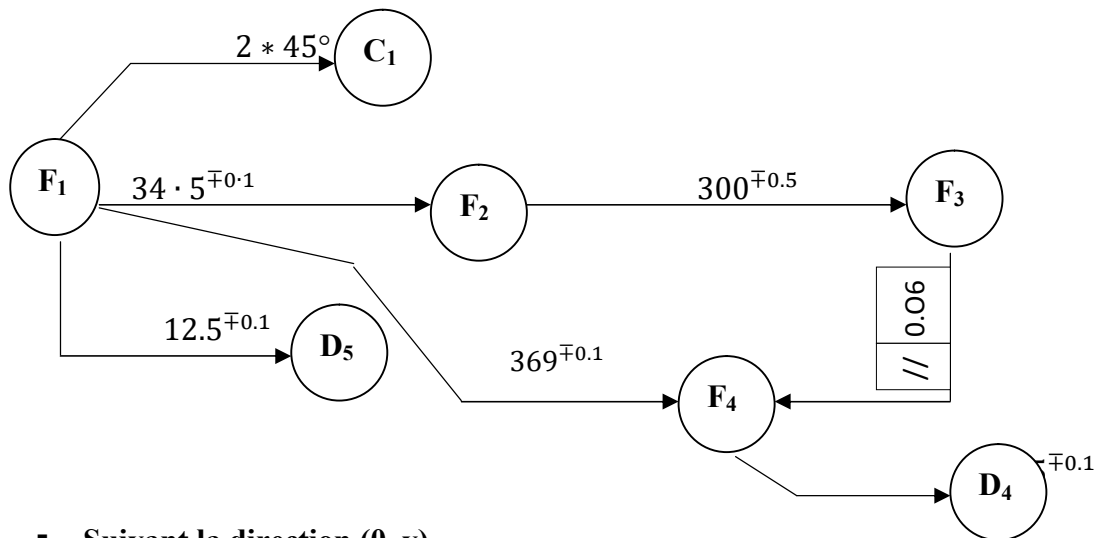 2 ∗ 45°
C₁
F₁
34 · 5^∓0·1
F₂
300^∓0.5
F₃
// 0.06
12.5^∓0.1
D₅
369^∓0.1
F₄
∓0.1
D₄
Suivant la direction (0, y)